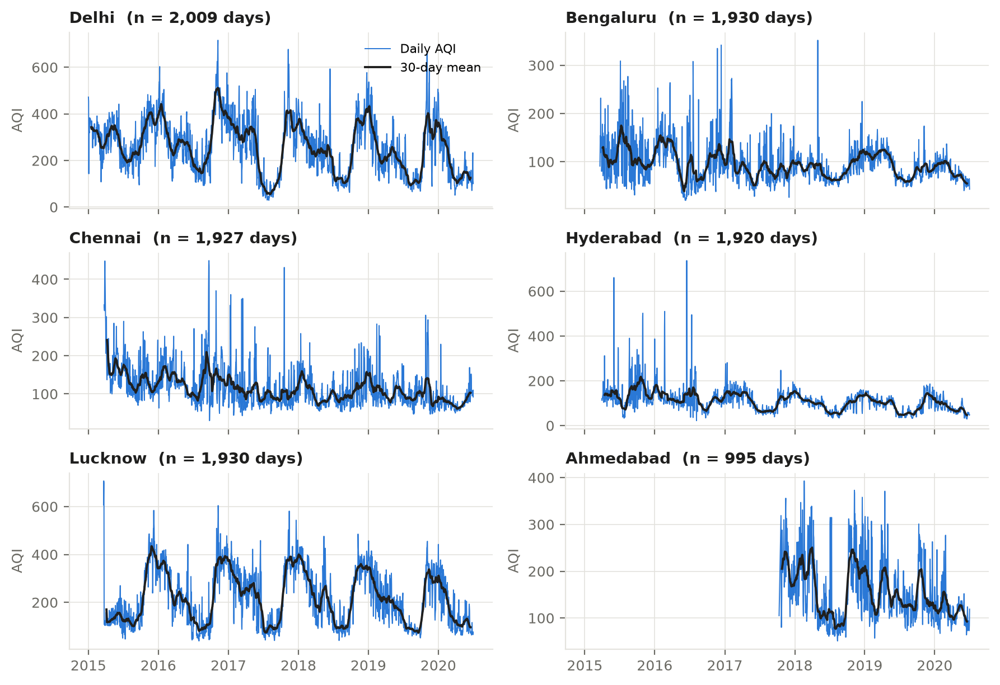 Delhi  (n = 2,009 days)
AQI
600
400
200
0
Daily AQI
30-day mean
Bengaluru  (n = 1,930 days)
AQI
300
200
100
Chennai  (n = 1,927 days)
AQI
400
300
200
100
Hyderabad  (n = 1,920 days)
AQI
600
400
200
0
Lucknow  (n = 1,930 days)
AQI
600
400
200
2015 2016 2017 2018 2019 2020
Ahmedabad  (n = 995 days)
AQI
400
300
200
100
2015 2016 2017 2018 2019 2020